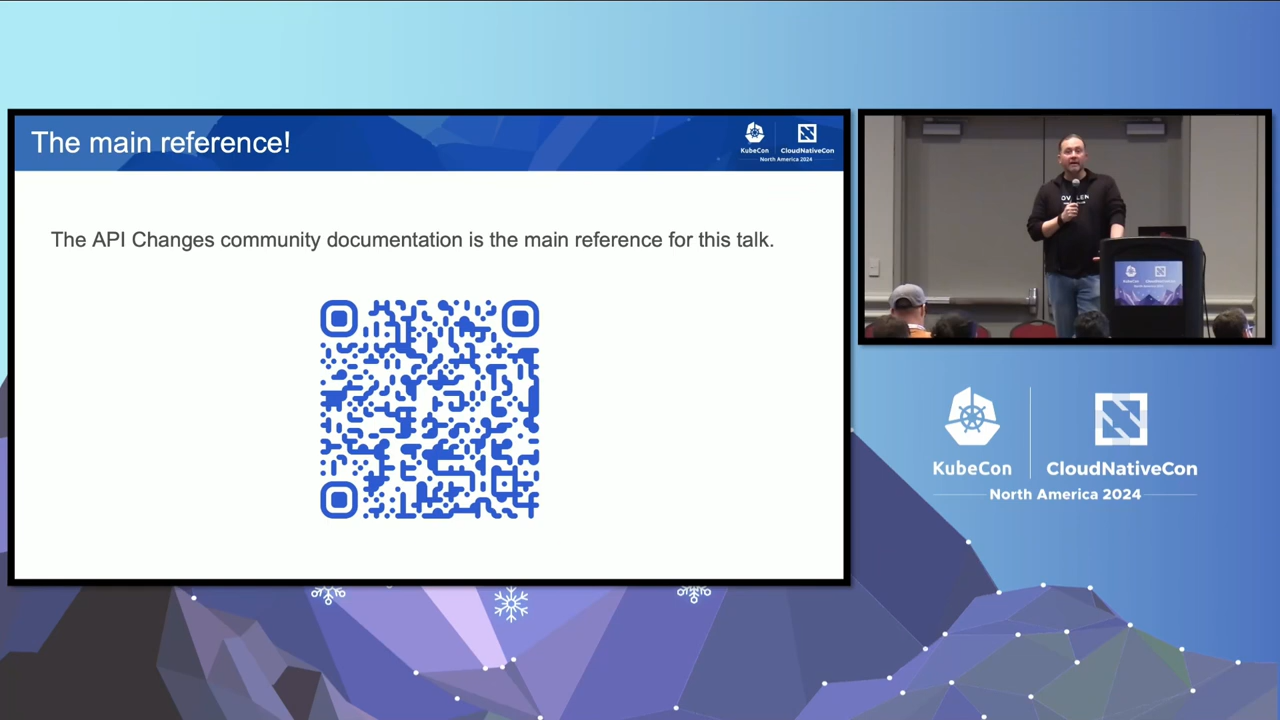 The main reference!
KubeCon
CloudNativeCon
North America 2024
The API Changes community documentation is the main reference for this talk.
KubeCon
CloudNativeCon
North America 2024